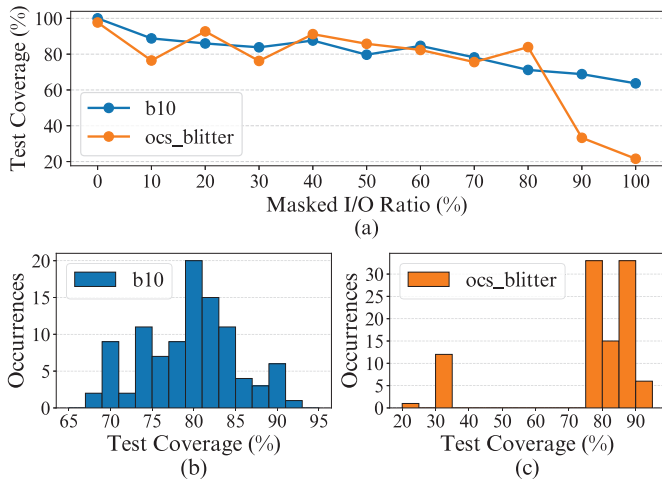 100
80
60
40
20
Test Coverage (%)
b10
ocs_blitter
0 10 20 30 40 50 60 70 80 90 100
Masked I/O Ratio (%)
(a)
20
15
10
5
0
Occurrences
b10
65 70 75 80 85 90 95
Test Coverage (%)
(b)
30
25
20
15
10
5
0
Occurrences
ocs_blitter
20 30 40 50 60 70 80 90
Test Coverage (%)
(c)